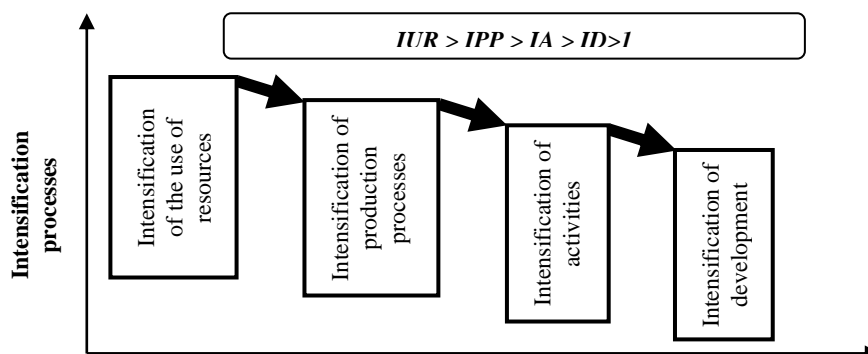 IUR > IPP > IA > ID>1
Intensification
processes
Intensification
of the use of
resources
Intensification of
production
processes
Intensification of
activities
Intensification of
development